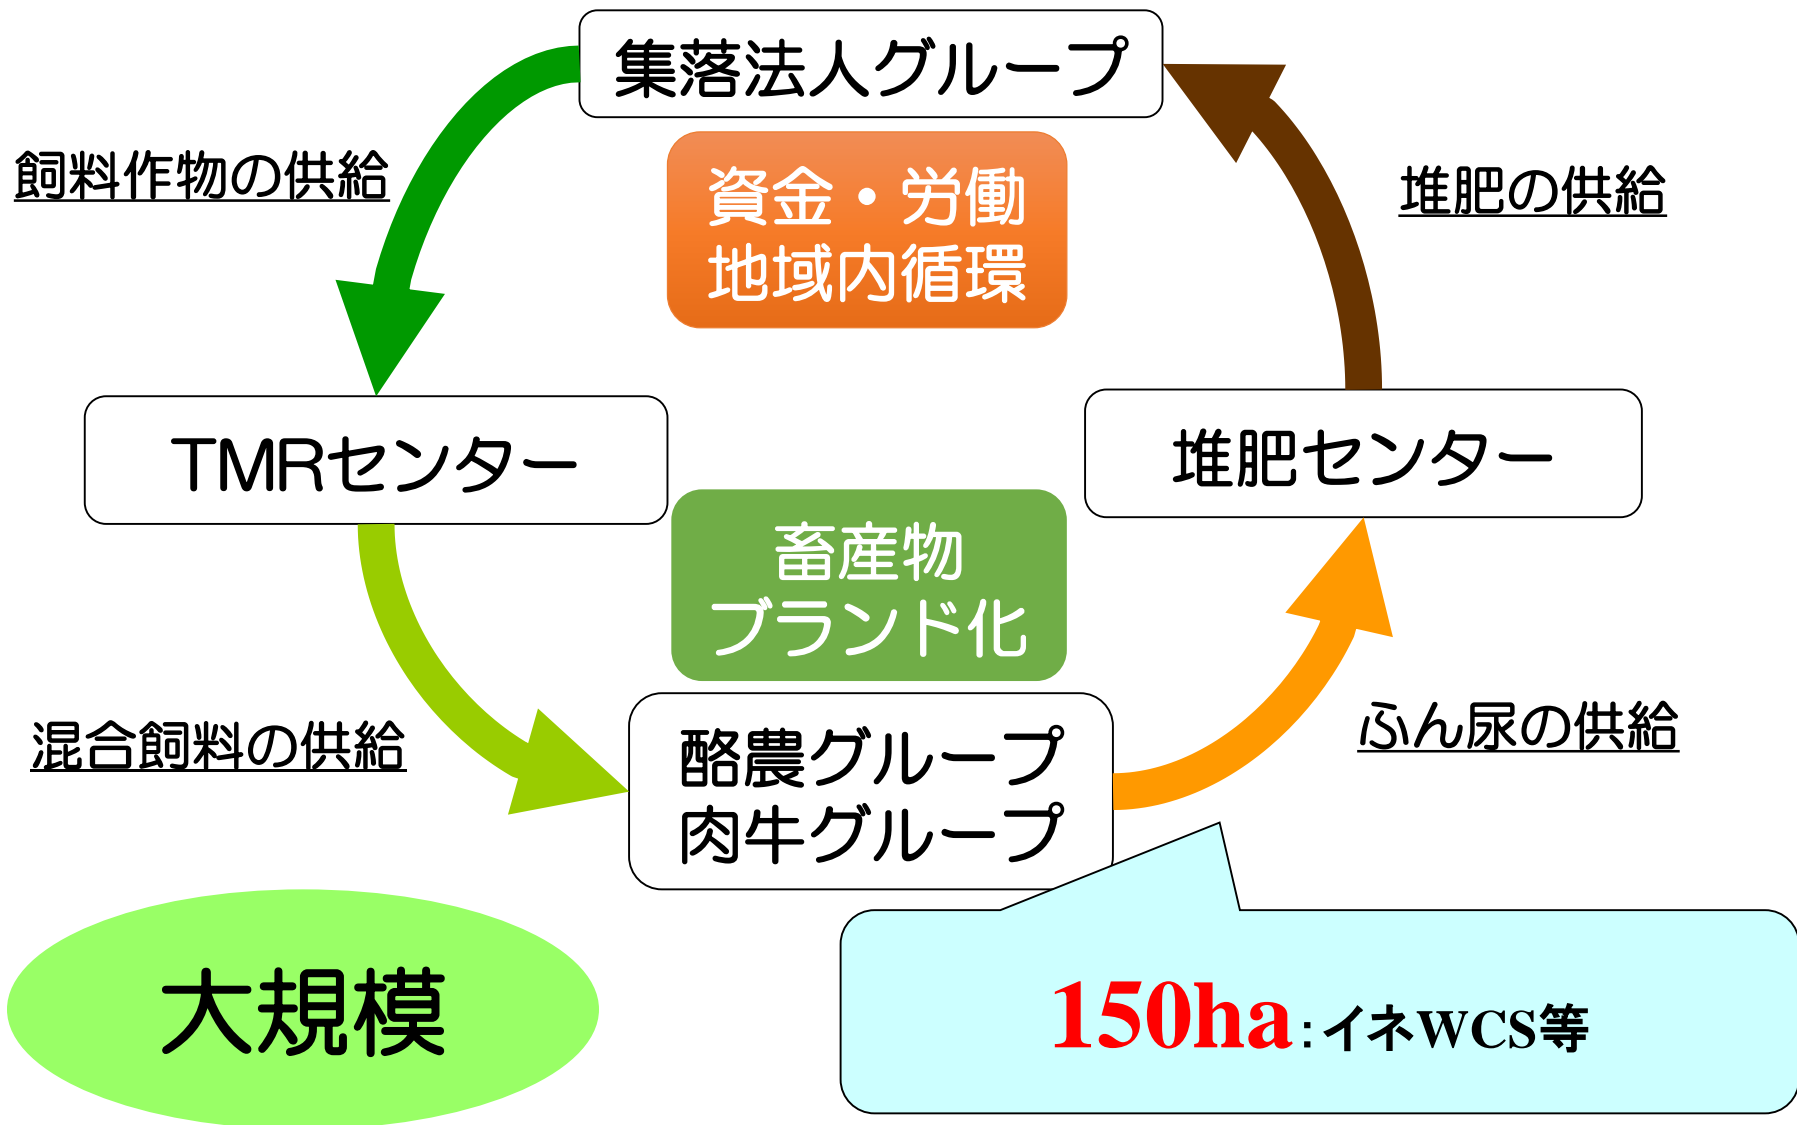 集落法人グループ
飼料作物の供給
資金・労働
地域内循環
堆肥の供給
TMRセンター
堆肥センター
畜産物
ブランド化
混合飼料の供給
酪農グループ
肉牛グループ
ふん尿の供給
大規模
150ha：イネWCS等